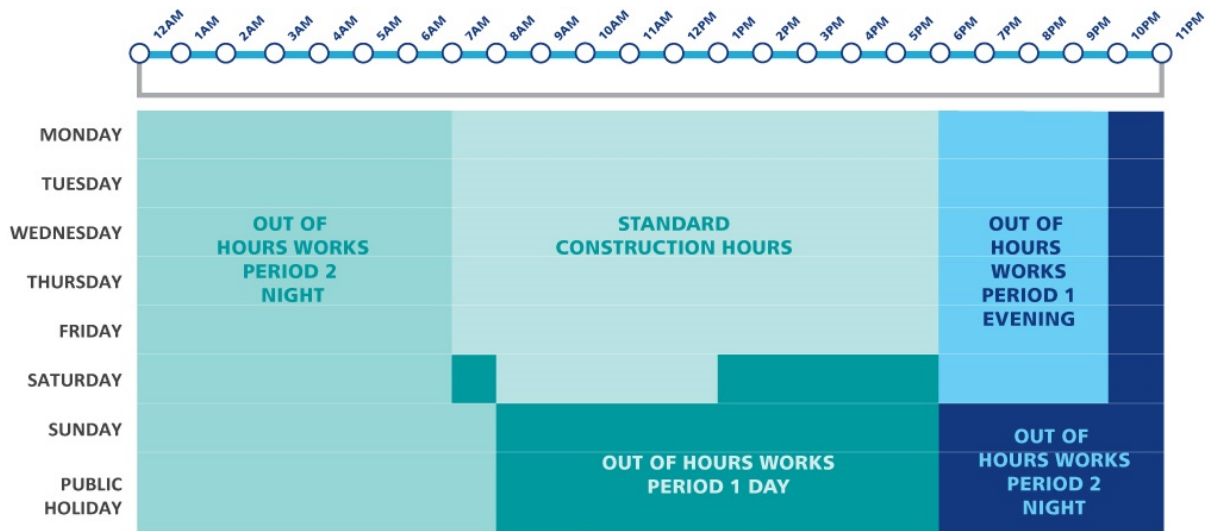 12AM
1AM
2AM
3AM
4AM
5AM
6AM
7AM
8AM
9AM
10AM
11AM
12PM
1PM
2PM
3PM
4PM
5PM
6PM
7PM
8PM
9PM
10PM
11PM
MONDAY
TUESDAY
WEDNESDAY
THURSDAY
FRIDAY
SATURDAY
SUNDAY
PUBLIC
HOLIDAY
OUT OF
HOURS WORKS
PERIOD 2
NIGHT
STANDARD
CONSTRUCTION HOURS
OUT OF
HOURS
WORKS
PERIOD 1
EVENING
OUT OF HOURS WORKS
PERIOD 1 DAY
OUT OF
HOURS WORKS
PERIOD 2
NIGHT